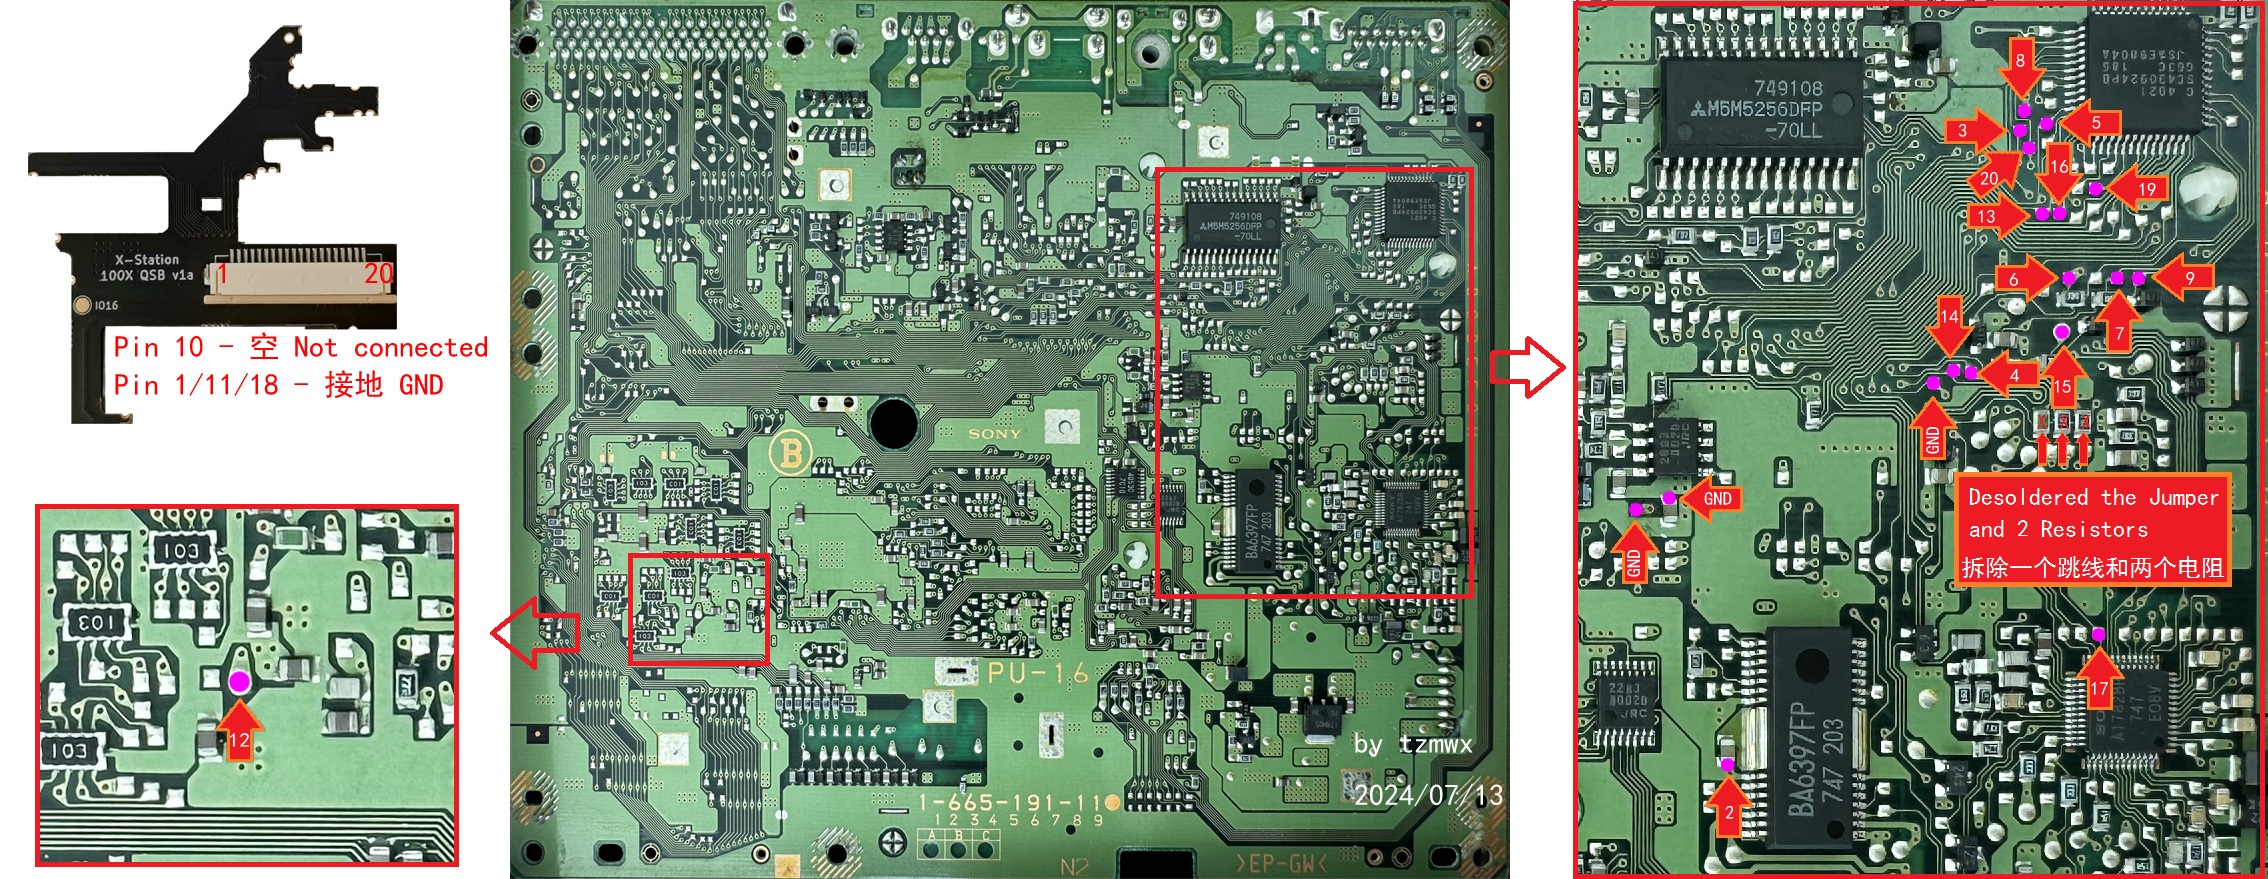 X-Station
100X QSB v1a
1
20
I016
Pin 10 - 空 Not connected
Pin 1/11/18 - 接地 GND
103
103
103
12
749108
M5M5256DFP
-70LL
SONY
B
BA6397FP
747 203
PU-16
by tzmwx
2024/07/13
1-665-191-11
1 2 3 4 5 6 7 8 9
A B C
N2
>EP-GW<
749108
M5M5256DFP
-70LL
8
3
5
20
16
19
13
6
9
7
14
4
15
GND
GND
GND
Desoldered the Jumper
and 2 Resistors
拆除一个跳线和两个电阻
17
2
JRC
JRC
BA6397FP
747 203